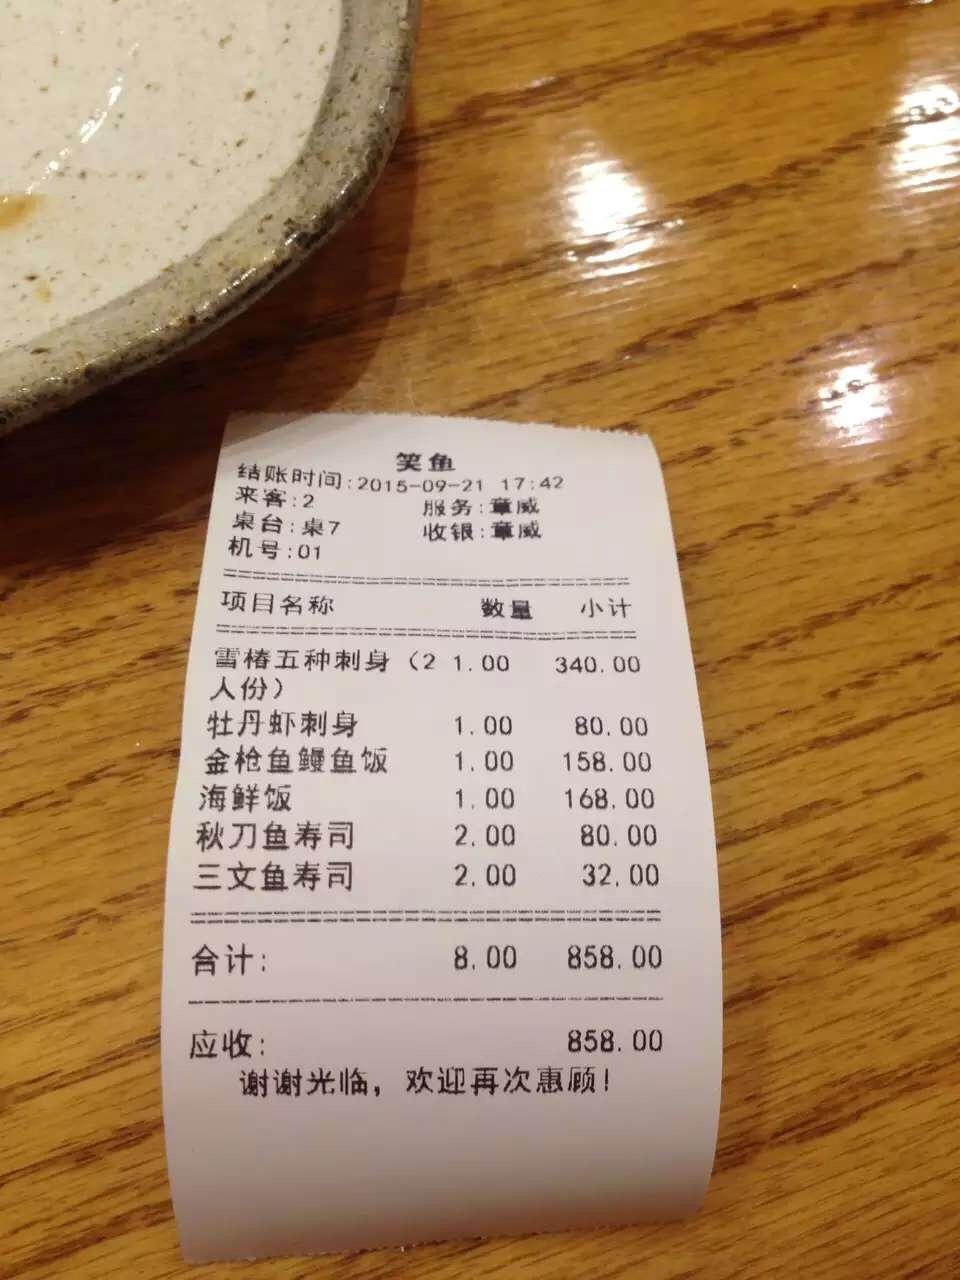 笑鱼
结账时间:2015-09-21 17:42
来客:2 服务:章威
桌台:桌7 收银:章威
机号:01
项目名称 数量 小计
雪椿五种刺身（2 1.00 340.00
人份）
牡丹虾刺身 1.00 80.00
金枪鱼鳗鱼饭 1.00 158.00
海鲜饭 1.00 168.00
秋刀鱼寿司 2.00 80.00
三文鱼寿司 2.00 32.00
合计: 8.00 858.00
应收: 858.00
谢谢光临，欢迎再次惠顾!